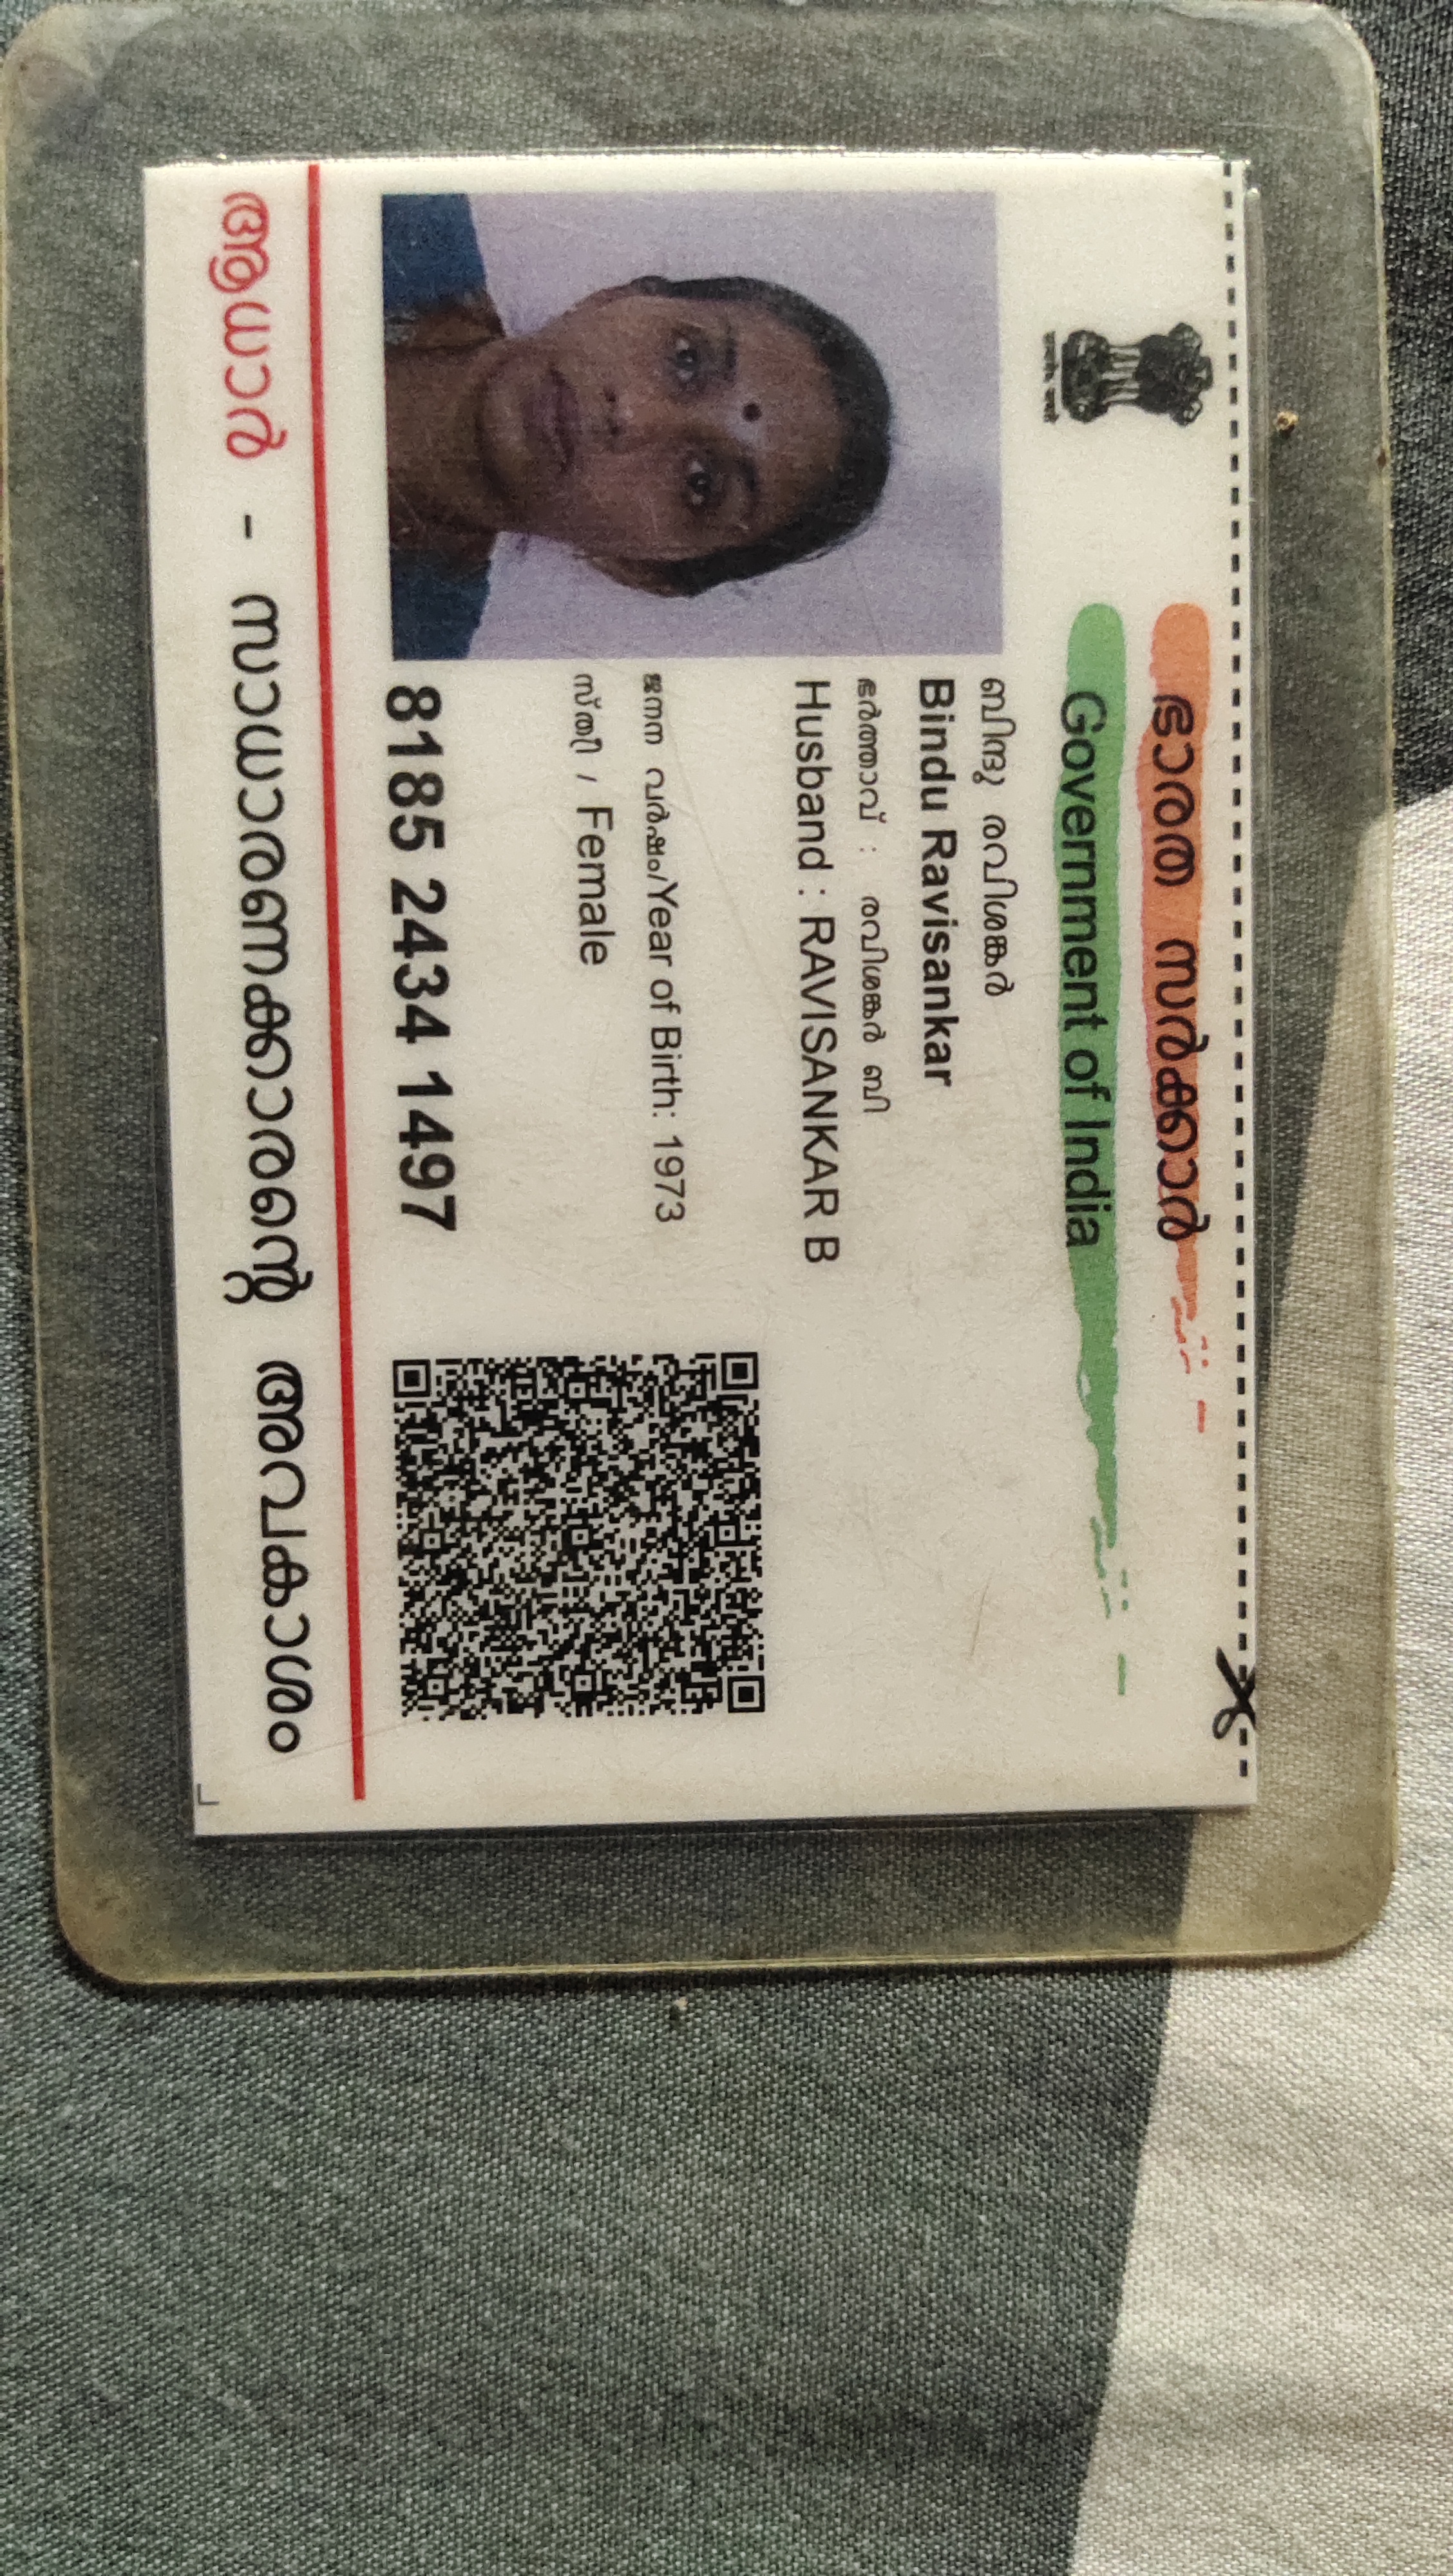 ഭാരത സർക്കാർ
Government of India
ബിന്ദു രവിശങ്കർ
Bindu Ravisankar
ഭർത്താവ് : രവിശങ്കർ ബി
Husband : RAVISANKAR B
ജനന വർഷം/Year of Birth: 1973
സ്ത്രീ / Female
8185 2434 1497
ആധാർ - സാധാരണക്കാരന്റെ അവകാശം